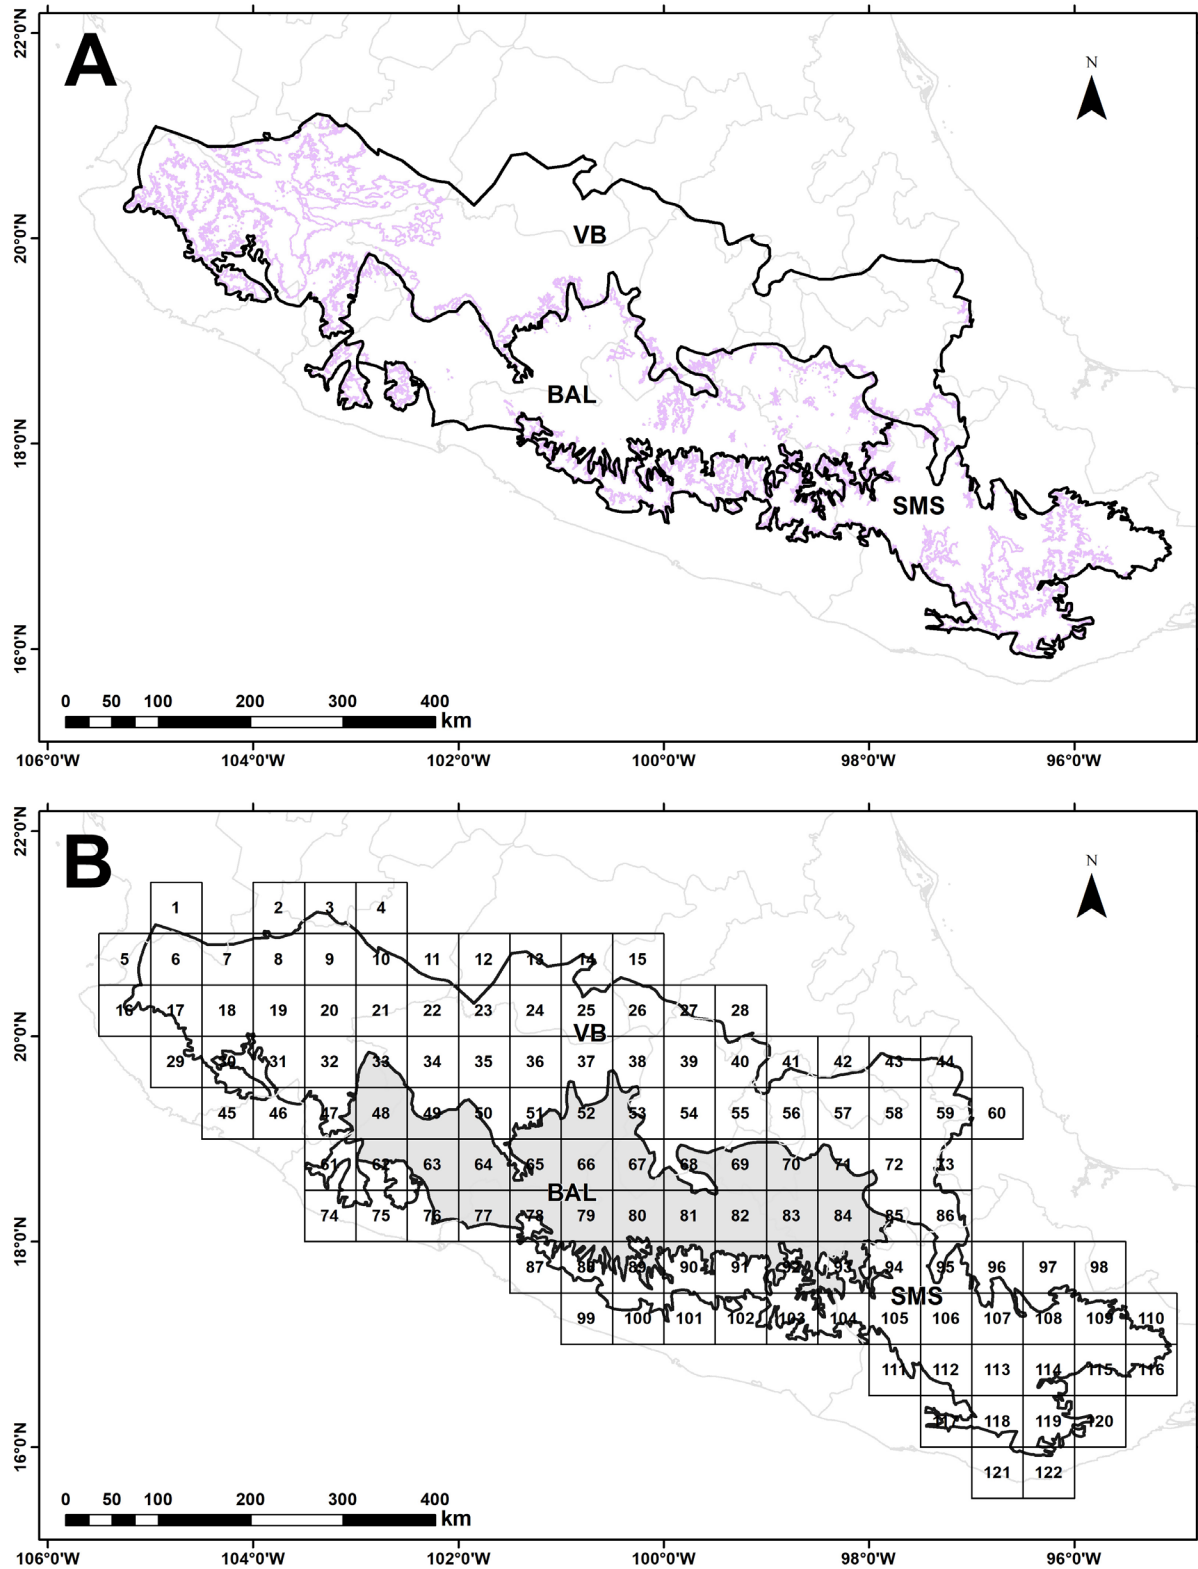 A
N
22°0'N
20°0'N
18°0'N
16°0'N
VB
BAL
SMS
0 50 100 200 300 400 km
106°0'W 104°0'W 102°0'W 100°0'W 98°0'W 96°0'W
B
N
22°0'N
20°0'N
18°0'N
16°0'N
1 2 3 4
5 6 7 8 9 10 11 12 13 14 15
16 17 18 19 20 21 22 23 24 25 26 27 28
VB
29 30 31 32 33 34 35 36 37 38 39 40 41 42 43 44
45 46 47 48 49 50 51 52 53 54 55 56 57 58 59 60
61 62 63 64 65 66 67 68 69 70 71 72 73
BAL
74 75 76 77 78 79 80 81 82 83 84 85 86
87 88 89 90 91 92 93 94 95 96 97 98
SMS
99 100 101 102 103 104 105 106 107 108 109 110
111 112 113 114 115 116
117 118 119 120
121 122
0 50 100 200 300 400 km
106°0'W 104°0'W 102°0'W 100°0'W 98°0'W 96°0'W